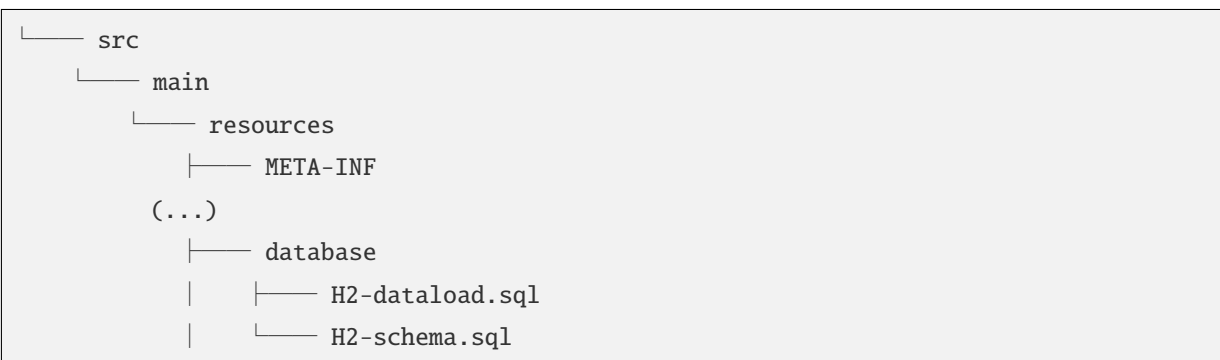 └── src
    └── main
        └── resources
            ├── META-INF
          (...)
            ├── database
            │   ├── H2-dataload.sql
            │   └── H2-schema.sql